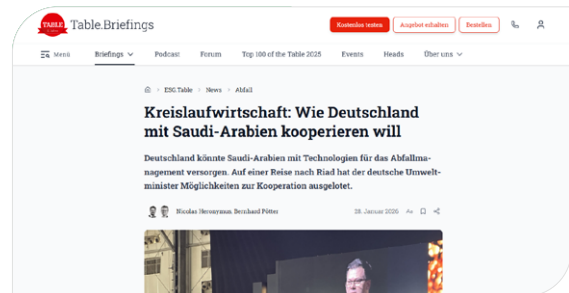 TABLE Table.Briefings
Kostenlos testen Angebot erhalten Bestellen
Menü Briefings Podcast Forum Top 100 of the Table 2025 Events Heads Über uns
ESG.Table > News > Abfall
Kreislaufwirtschaft: Wie Deutschland
mit Saudi-Arabien kooperieren will
Deutschland könnte Saudi-Arabien mit Technologien für das Abfallma-
nagement versorgen. Auf einer Reise nach Riad hat der deutsche Umwelt-
minister Möglichkeiten zur Kooperation ausgelotet.
Nicolas Heronymus, Bernhard Pötter 28. Januar 2026